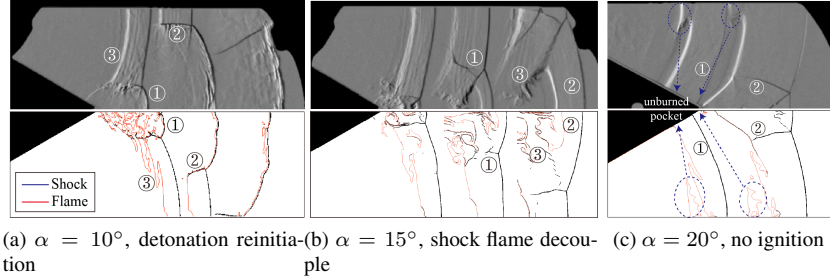 ③ ② ①
① ② ③
Shock
Flame
① ③ ②
② ① ③
① ②
unburned
pocket
① ②
(a) α = 10°, detonation reinitia-
tion
(b) α = 15°, shock flame decou-
ple
(c) α = 20°, no ignition